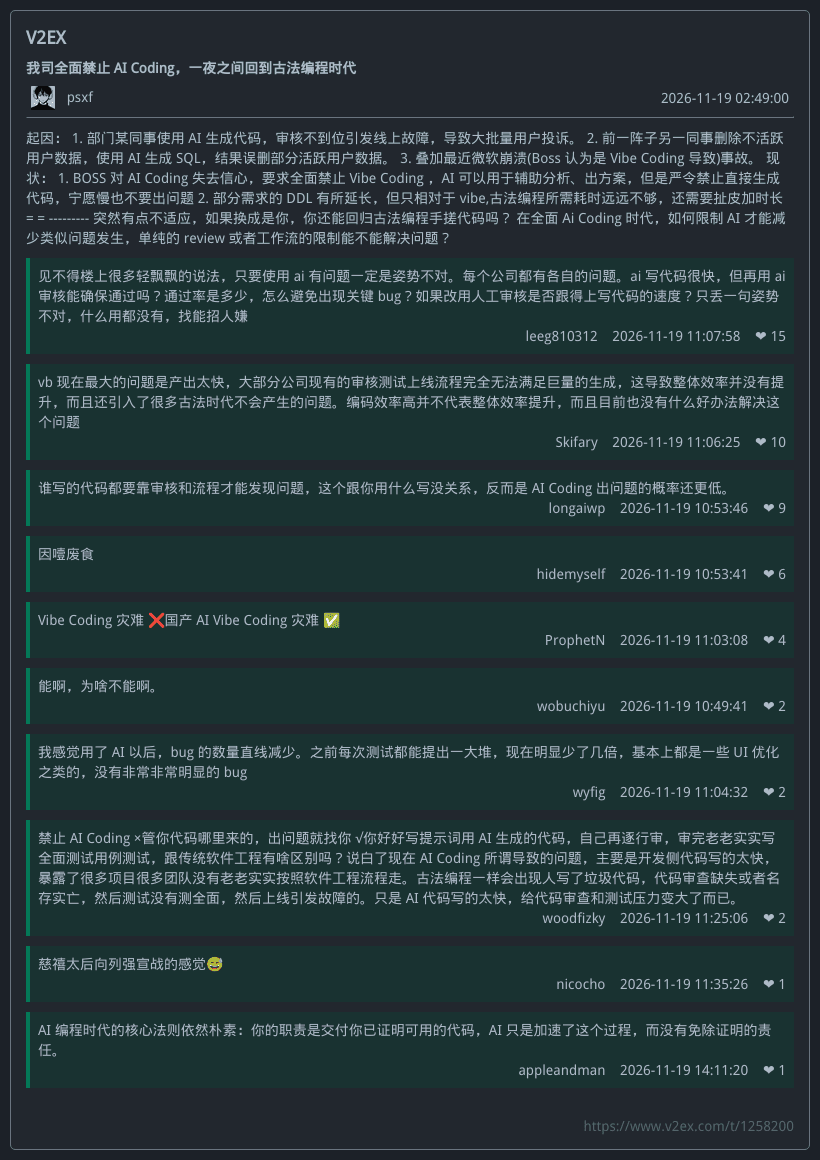 V2EX
我司全面禁止 AI Coding，一夜之间回到古法编程时代
psxf 2026-11-19 02:49:00
起因： 1. 部门某同事使用 AI 生成代码，审核不到位引发线上故障，导致大批量用户投诉。 2. 前一阵子另一同事删除不活跃
用户数据，使用 AI 生成 SQL，结果误删部分活跃用户数据。 3. 叠加最近微软崩溃(Boss 认为是 Vibe Coding 导致)事故。 现
状： 1. BOSS 对 AI Coding 失去信心，要求全面禁止 Vibe Coding ，AI 可以用于辅助分析、出方案，但是严令禁止直接生成
代码，宁愿慢也不要出问题 2. 部分需求的 DDL 有所延长，但只相对于 vibe,古法编程所需耗时远远不够，还需要扯皮加时长
= = --------- 突然有点不适应，如果换成是你，你还能回归古法编程手搓代码吗？ 在全面 Ai Coding 时代，如何限制 AI 才能减
少类似问题发生，单纯的 review 或者工作流的限制能不能解决问题？
见不得楼上很多轻飘飘的说法，只要使用 ai 有问题一定是姿势不对。每个公司都有各自的问题。ai 写代码很快，但再用 ai
审核能确保通过吗？通过率是多少，怎么避免出现关键 bug？如果改用人工审核是否跟得上写代码的速度？只丢一句姿势
不对，什么用都没有，找能招人嫌
leeg810312 2026-11-19 11:07:58 ❤ 15
vb 现在最大的问题是产出太快，大部分公司现有的审核测试上线流程完全无法满足巨量的生成，这导致整体效率并没有提
升，而且还引入了很多古法时代不会产生的问题。编码效率高并不代表整体效率提升，而且目前也没有什么好办法解决这
个问题
Skifary 2026-11-19 11:06:25 ❤ 10
谁写的代码都要靠审核和流程才能发现问题，这个跟你用什么写没关系，反而是 AI Coding 出问题的概率还更低。
longaiwp 2026-11-19 10:53:46 ❤ 9
因噎废食
hidemyself 2026-11-19 10:53:41 ❤ 6
Vibe Coding 灾难 ❌国产 AI Vibe Coding 灾难 ✅
ProphetN 2026-11-19 11:03:08 ❤ 4
能啊，为啥不能啊。
wobuchiyu 2026-11-19 10:49:41 ❤ 2
我感觉用了 AI 以后，bug 的数量直线减少。之前每次测试都能提出一大堆，现在明显少了几倍，基本上都是一些 UI 优化
之类的，没有非常非常明显的 bug
wyfig 2026-11-19 11:04:32 ❤ 2
禁止 AI Coding ×管你代码哪里来的，出问题就找你 √你好好写提示词用 AI 生成的代码，自己再逐行审，审完老老实实写
全面测试用例测试，跟传统软件工程有啥区别吗？说白了现在 AI Coding 所谓导致的问题，主要是开发侧代码写的太快，
暴露了很多项目很多团队没有老老实实按照软件工程流程走。古法编程一样会出现人写了垃圾代码，代码审查缺失或者名
存实亡，然后测试没有测全面，然后上线引发故障的。只是 AI 代码写的太快，给代码审查和测试压力变大了而已。
woodfizky 2026-11-19 11:25:06 ❤ 2
慈禧太后向列强宣战的感觉😅
nicocho 2026-11-19 11:35:26 ❤ 1
AI 编程时代的核心法则依然朴素：你的职责是交付你已证明可用的代码，AI 只是加速了这个过程，而没有免除证明的责
任。
appleandman 2026-11-19 14:11:20 ❤ 1
https://www.v2ex.com/t/1258200